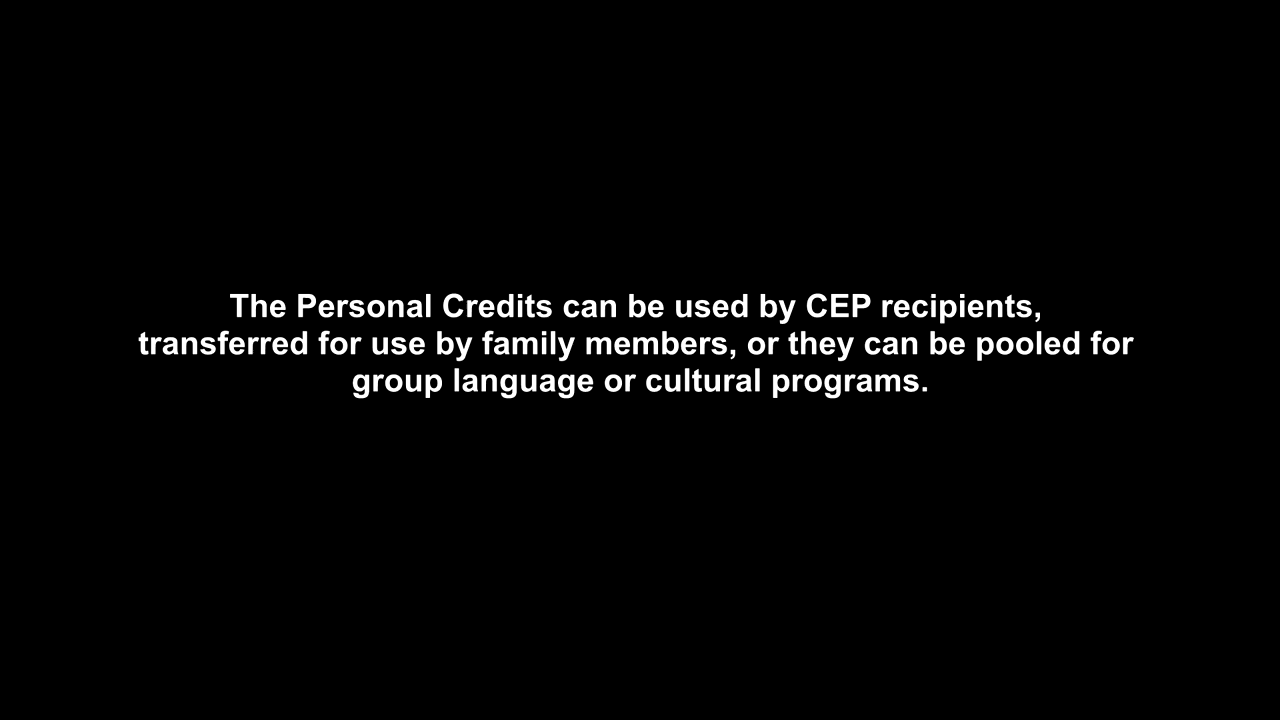 The Personal Credits can be used by CEP recipients,
transferred for use by family members, or they can be pooled for
group language or cultural programs.